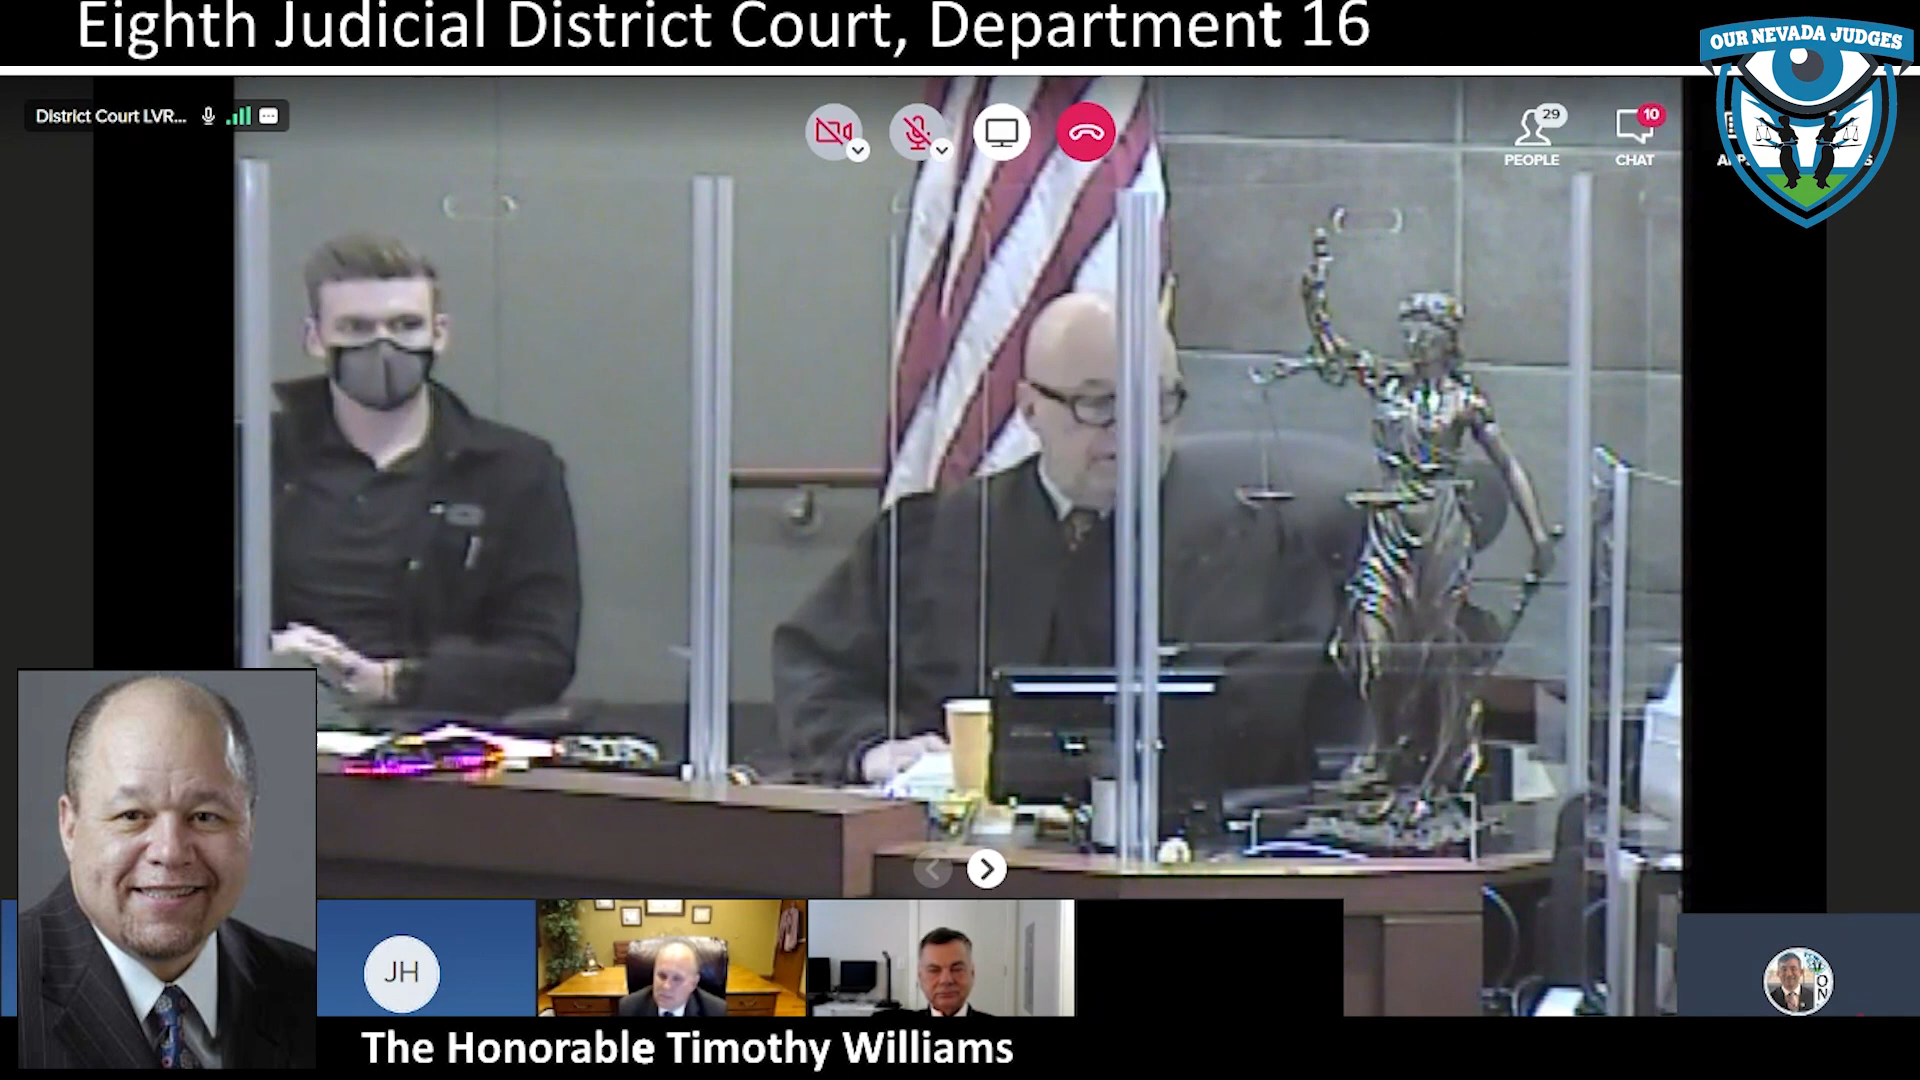 Eighth Judicial District Court, Department 16
OUR NEVADA JUDGES
District Court LVR...
29
10
PEOPLE
CHAT
JH
ON
The Honorable Timothy Williams